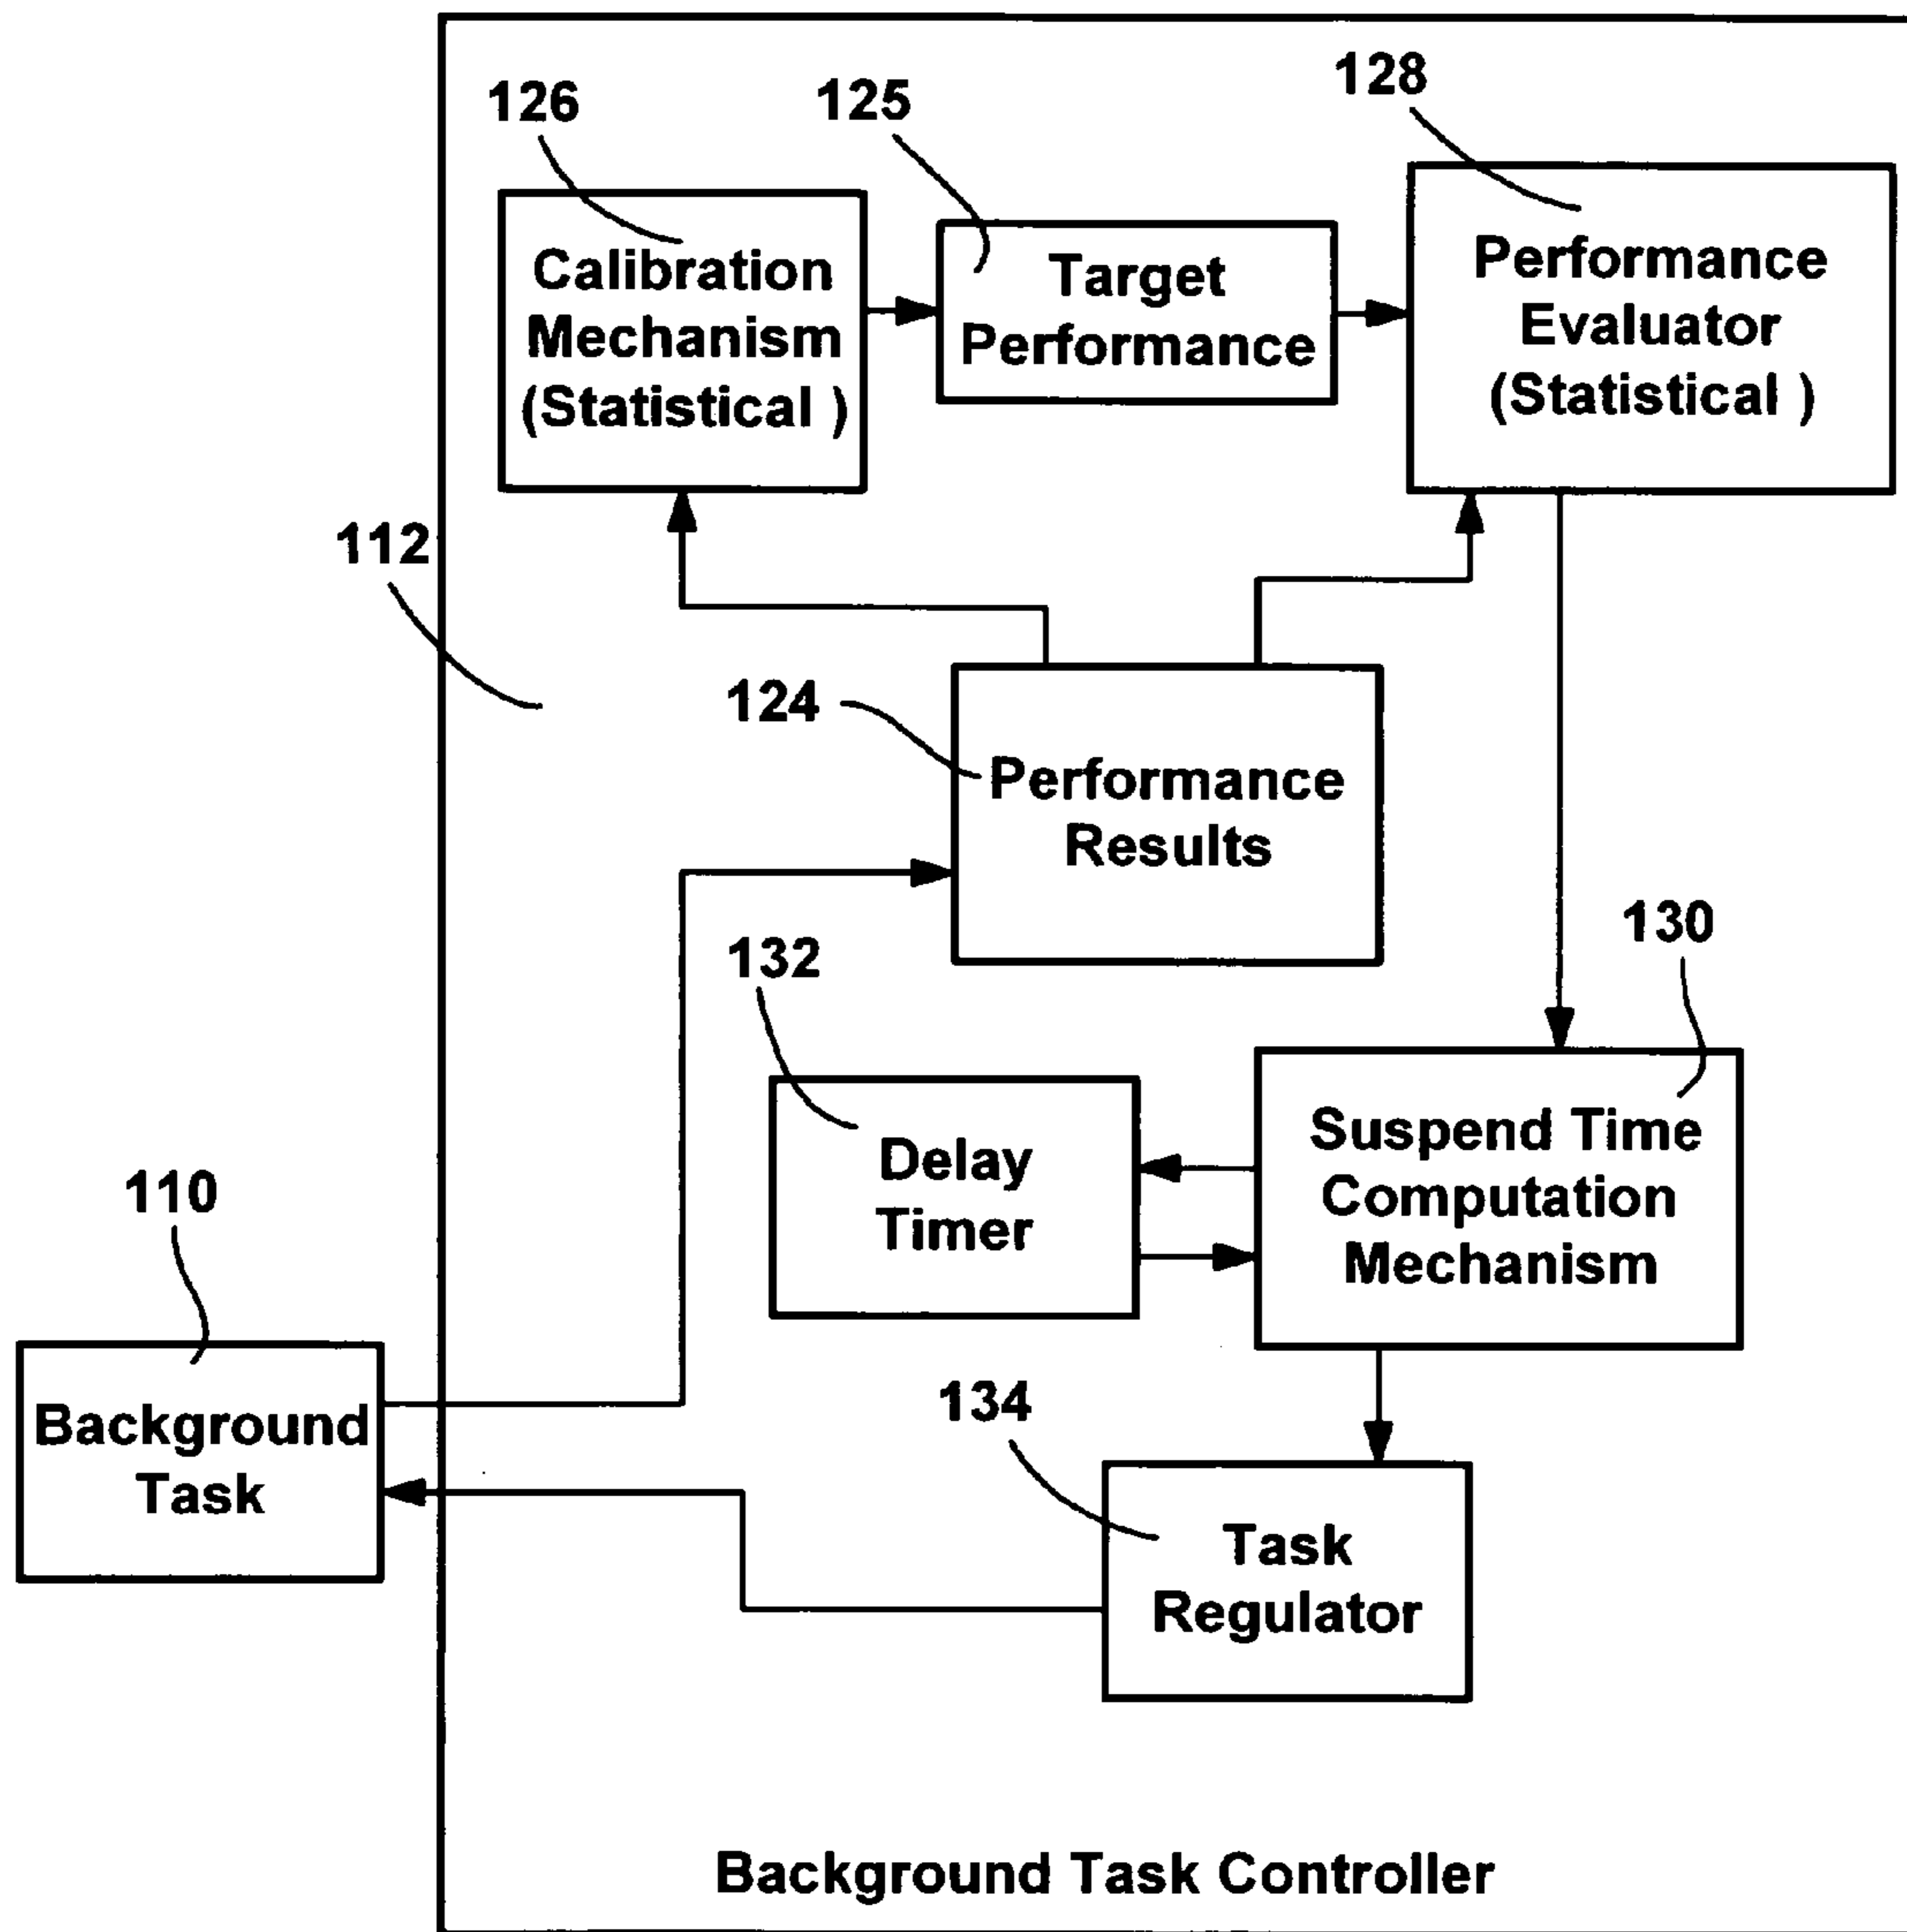 126
125
128
Calibration
Mechanism
(Statistical )
Target
Performance
Performance
Evaluator
(Statistical )
112
124
Performance
Results
132
130
Delay
Timer
Suspend Time
Computation
Mechanism
110
Background
Task
134
Task
Regulator
Background Task Controller